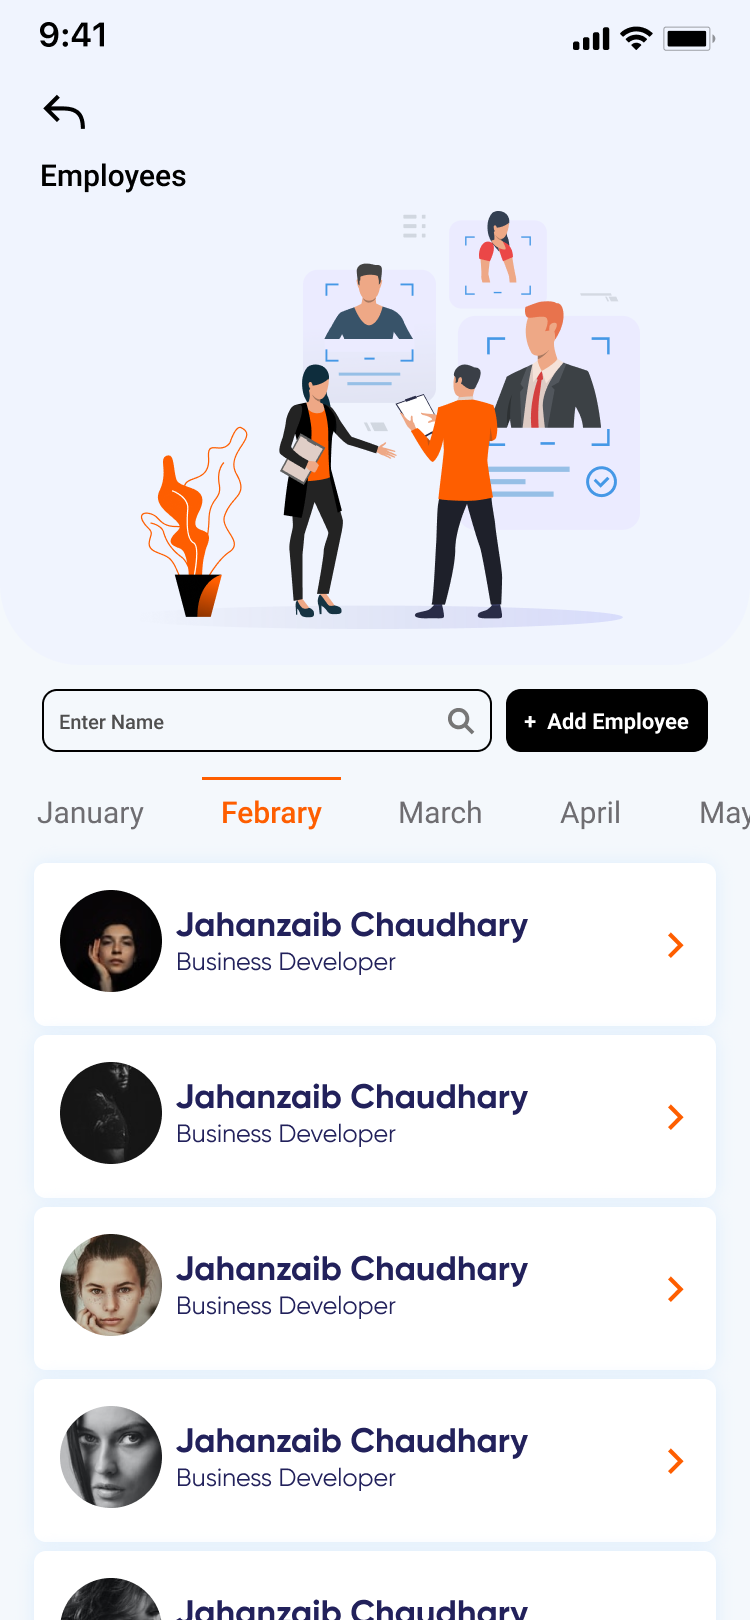 9:41
Employees
Enter Name
+ Add Employee
January Febrary March April May
Jahanzaib Chaudhary
Business Developer
Jahanzaib Chaudhary
Business Developer
Jahanzaib Chaudhary
Business Developer
Jahanzaib Chaudhary
Business Developer
Jahanzaib Chaudhary